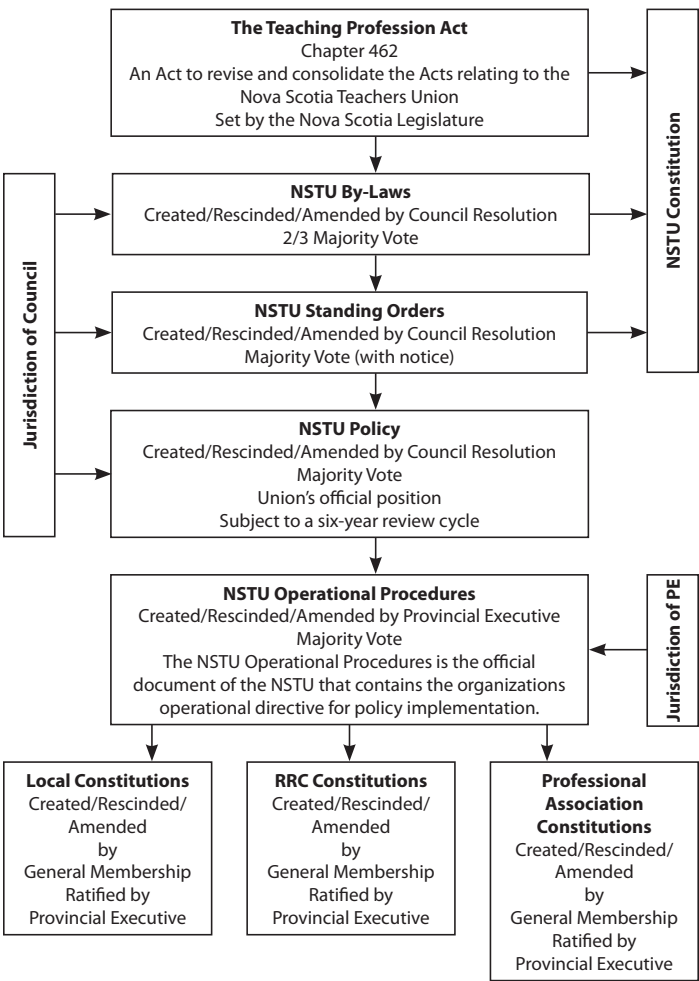 The Teaching Profession Act
Chapter 462
An Act to revise and consolidate the Acts relating to the
Nova Scotia Teachers Union
Set by the Nova Scotia Legislature
NSTU Constitution
Jurisdiction of Council
NSTU By-Laws
Created/Rescinded/Amended by Council Resolution
2/3 Majority Vote
NSTU Standing Orders
Created/Rescinded/Amended by Council Resolution
Majority Vote (with notice)
NSTU Policy
Created/Rescinded/Amended by Council Resolution
Majority Vote
Union's official position
Subject to a six-year review cycle
NSTU Operational Procedures
Created/Rescinded/Amended by Provincial Executive
Majority Vote
The NSTU Operational Procedures is the official
document of the NSTU that contains the organizations
operational directive for policy implementation.
Jurisdiction of PE
Local Constitutions
Created/Rescinded/
Amended
by
General Membership
Ratified by
Provincial Executive
RRC Constitutions
Created/Rescinded/
Amended
by
General Membership
Ratified by
Provincial Executive
Professional
Association
Constitutions
Created/Rescinded/
Amended
by
General Membership
Ratified by
Provincial Executive